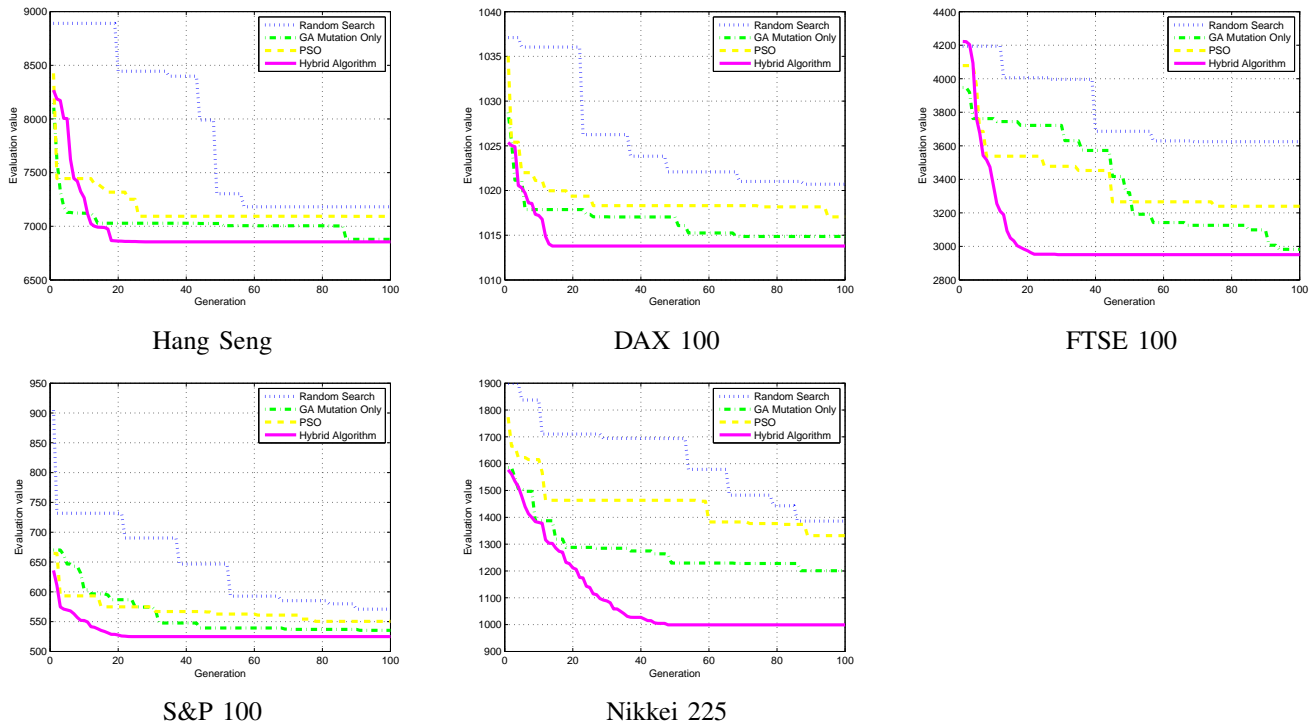 9000
8500
8000
7500
7000
6500
0 20 40 60 80 100
Evaluation value
Generation
Random Search
GA Mutation Only
PSO
Hybrid Algorithm
Hang Seng
1040
1035
1030
1025
1020
1015
1010
0 20 40 60 80 100
Evaluation value
Generation
Random Search
GA Mutation Only
PSO
Hybrid Algorithm
DAX 100
4400
4200
4000
3800
3600
3400
3200
3000
2800
0 20 40 60 80 100
Evaluation value
Generation
Random Search
GA Mutation Only
PSO
Hybrid Algorithm
FTSE 100
950
900
850
800
750
700
650
600
550
500
0 20 40 60 80 100
Evaluation value
Generation
Random Search
GA Mutation Only
PSO
Hybrid Algorithm
S&P 100
1900
1800
1700
1600
1500
1400
1300
1200
1100
1000
900
0 20 40 60 80 100
Evaluation value
Generation
Random Search
GA Mutation Only
PSO
Hybrid Algorithm
Nikkei 225